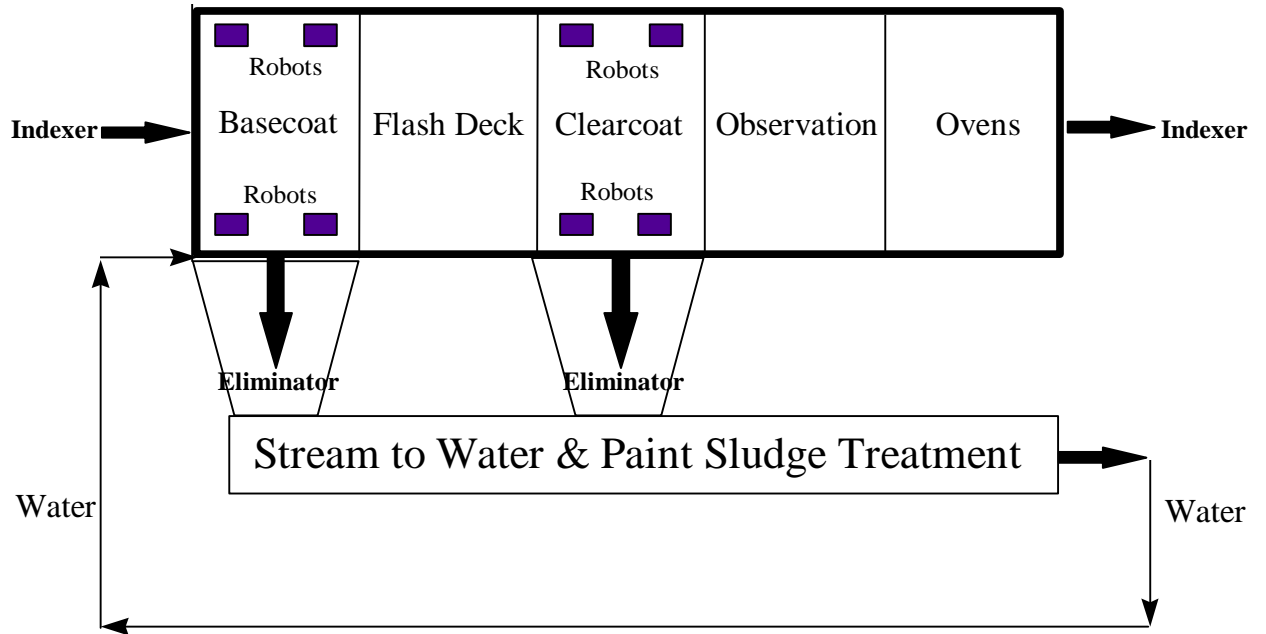 Robots
Robots
Indexer
Basecoat
Flash Deck
Clearcoat
Observation
Ovens
Indexer
Robots
Robots
Eliminator
Eliminator
Stream to Water & Paint Sludge Treatment
Water
Water